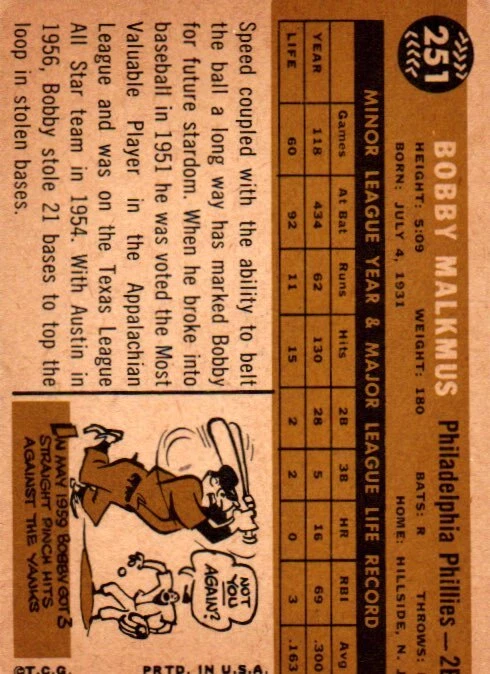 251
BOBBY MALKMUS Philadelphia Phillies — 2B
HEIGHT: 5:09 WEIGHT: 180 BATS: R THROWS:
BORN: JULY 4, 1931 HOME: HILLSIDE, N. J
MINOR LEAGUE YEAR & MAJOR LEAGUE LIFE RECORD
Games At Bat Runs Hits 2B 3B HR RBI Avg
YEAR 118 434 62 130 28 5 16 69 .300
LIFE 60 92 11 15 2 2 0 3 .163
Speed coupled with the ability to belt
the ball a long way has marked Bobby
for future stardom. When he broke into
baseball in 1951 he was voted the Most
Valuable Player in the Appalachian
League and was on the Texas League
All Star team in 1954. With Austin in
1956, Bobby stole 21 bases to top the
loop in stolen bases.
NOT
YOU
AGAIN?
IN MAY 1959 BOBBY GOT 3
STRAIGHT PINCH HITS
AGAINST THE YANKS
©T.C.G. PRTD. IN U.S.A.